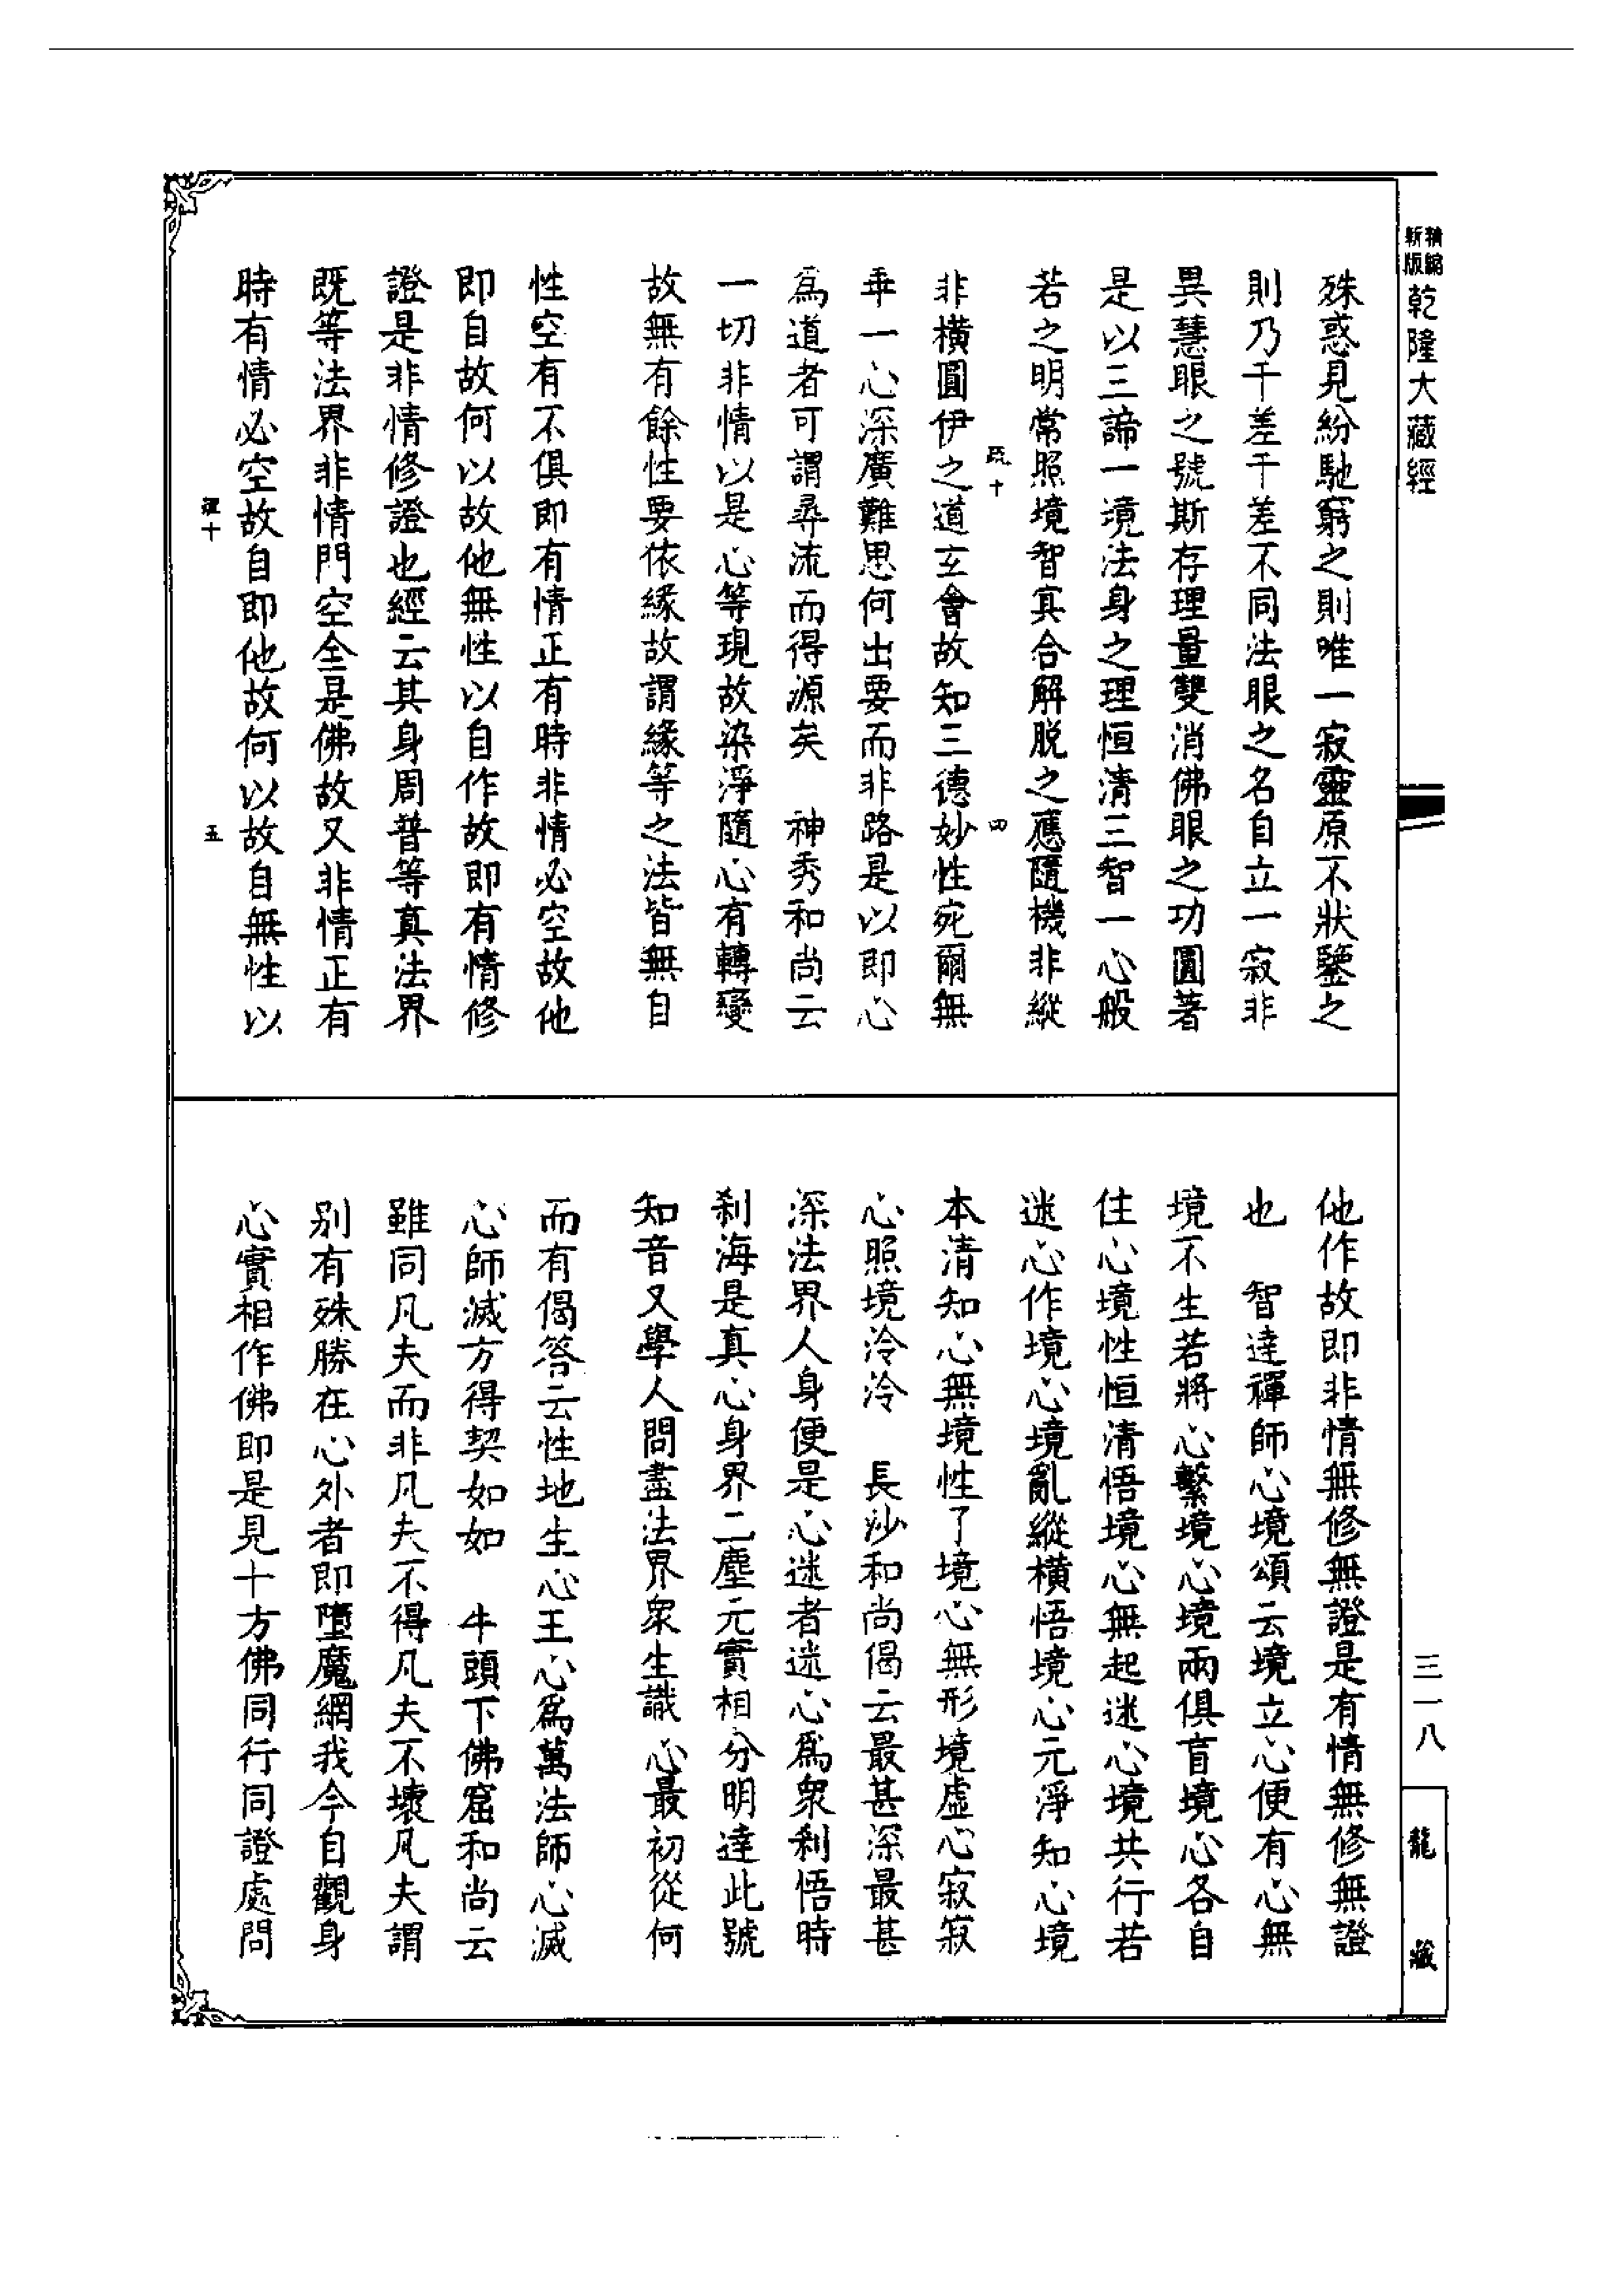 精縮新版乾隆大藏經
殊惑見紛馳窮之則唯一寂靈原不狀鑒之
則乃千差千差不同法眼之名自立一寂非
異慧眼之號斯存理量雙消佛眼之功圓著
是以三諦一境法身之理恒清三智一心般
若之明常照境智冥合解脫之應隨機非縱
非橫圓伊之道玄會故知三德妙性宛爾無
乖一心深廣難思何出要而非路是以即心
爲道者可謂尋流而得源矣　神秀和尚云
一切非情以是心等現故染淨隨心有轉變
故無有餘性要依緣故謂緣等之法皆無自
性空有不俱即有情正有時非情必空故他
即自故何以故他無性以自作故即有情修
證是非情修證也經云其身周普等真法界
既等法界非情門空全是佛故又非情正有
時有情必空故自即他故何以故自無性以
四
五
他作故即非情無修無證是有情無修無證
也　智達禪師心境頌云境立心便有心無
境不生若將心繫境心境兩俱盲境心各自
住心境性恒清悟境心無起迷心境共行若
迷心作境心境亂縱橫悟境心元淨知心境
本清知心無境性了境心無形境虛心寂寂
心照境泠泠　長沙和尚偈云最甚深最甚
深法界人身便是心迷者迷心爲衆刹悟時
刹海是真心身界二塵元實相分明達此號
知音又學人問盡法界衆生識心最初從何
而有偈答云性地生心王心爲萬法師心滅
心師滅方得契如如　牛頭下佛窟和尚云
雖同凡夫而非凡夫不得凡夫不壞凡夫謂
别有殊勝在心外者即墮魔網我今自觀身
心實相作佛即是見十方佛同行同證處問
三一八
龍藏